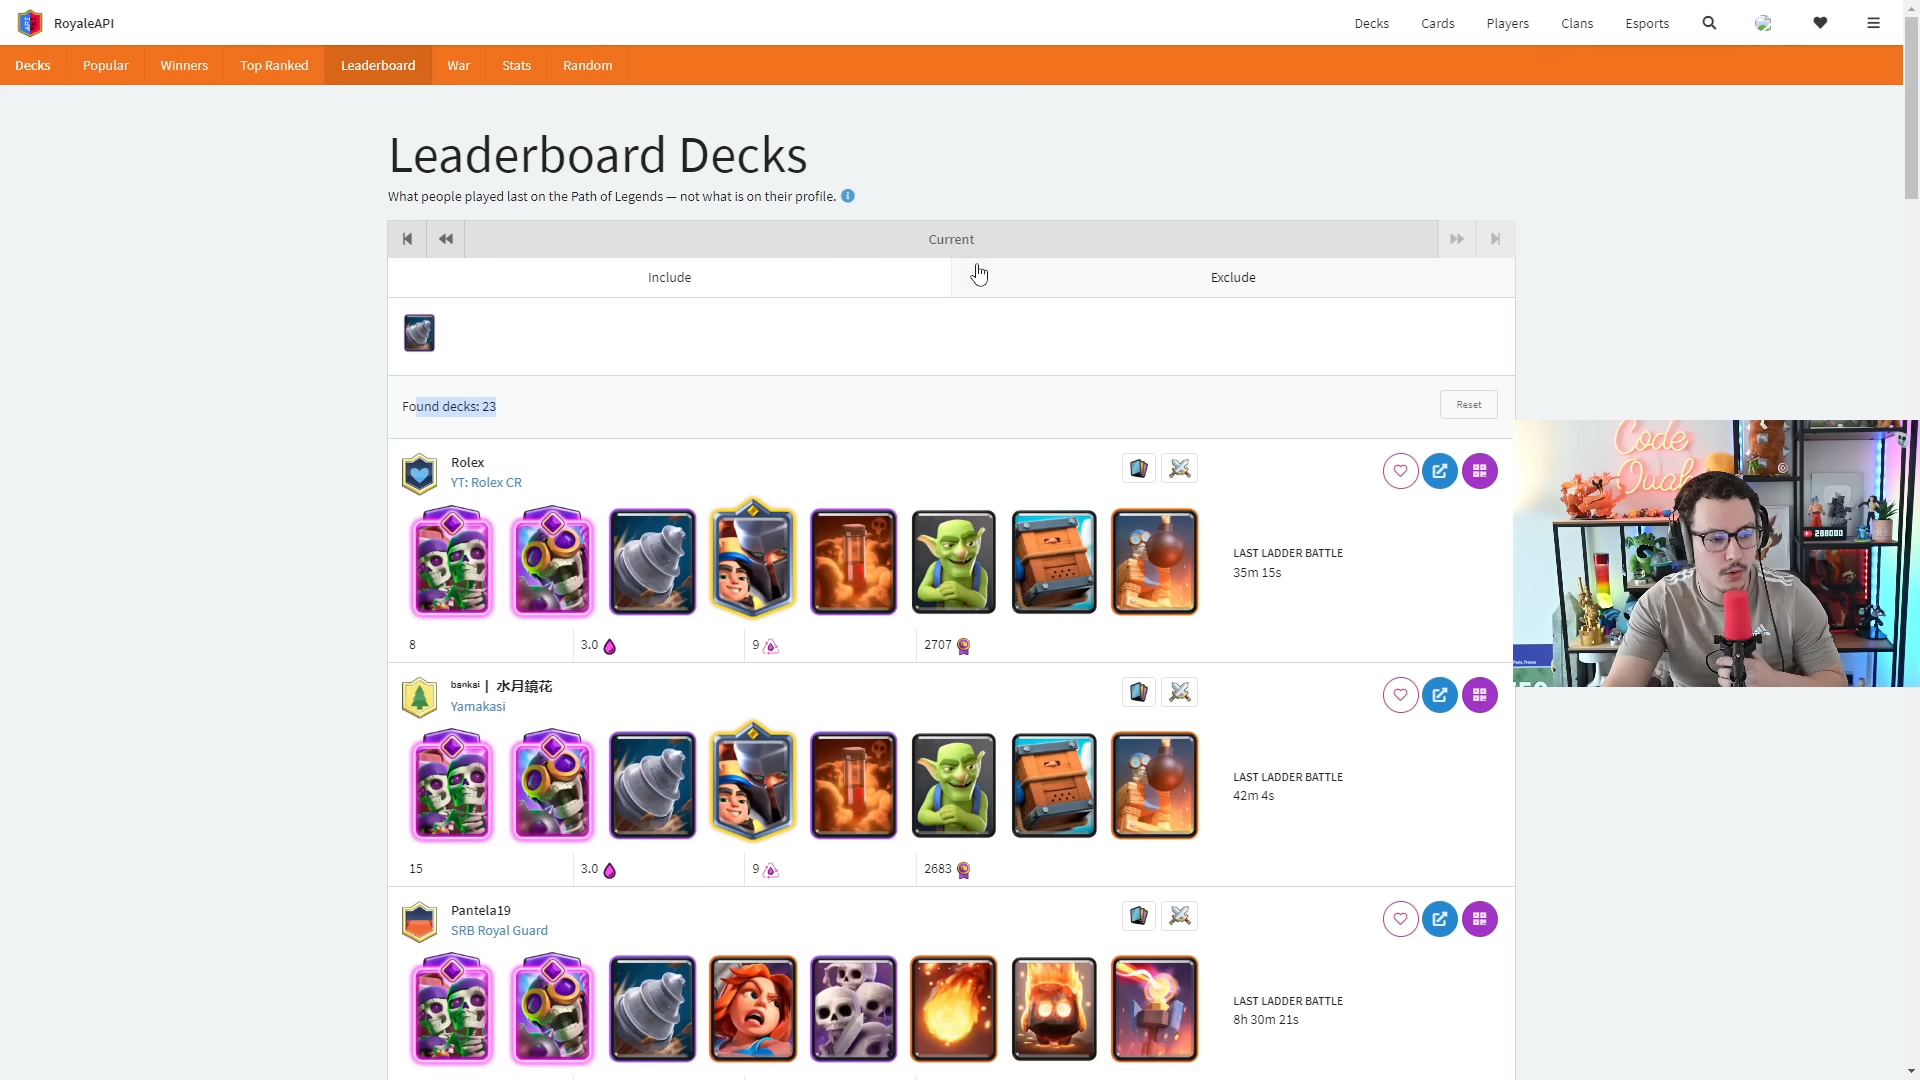 RoyaleAPI
Decks Cards Players Clans Esports
Decks Popular Winners Top Ranked Leaderboard War Stats Random
Leaderboard Decks
What people played last on the Path of Legends — not what is on their profile.
Current
Include Exclude
Found decks: 23
Reset
Rolex
YT: Rolex CR
LAST LADDER BATTLE
35m 15s
8 3.0 9 2707
ᵇᵃⁿᵏᵃⁱ | 水月鏡花
Yamakasi
LAST LADDER BATTLE
42m 4s
15 3.0 9 2683
Pantela19
SRB Royal Guard
LAST LADDER BATTLE
8h 30m 21s
Code
288000